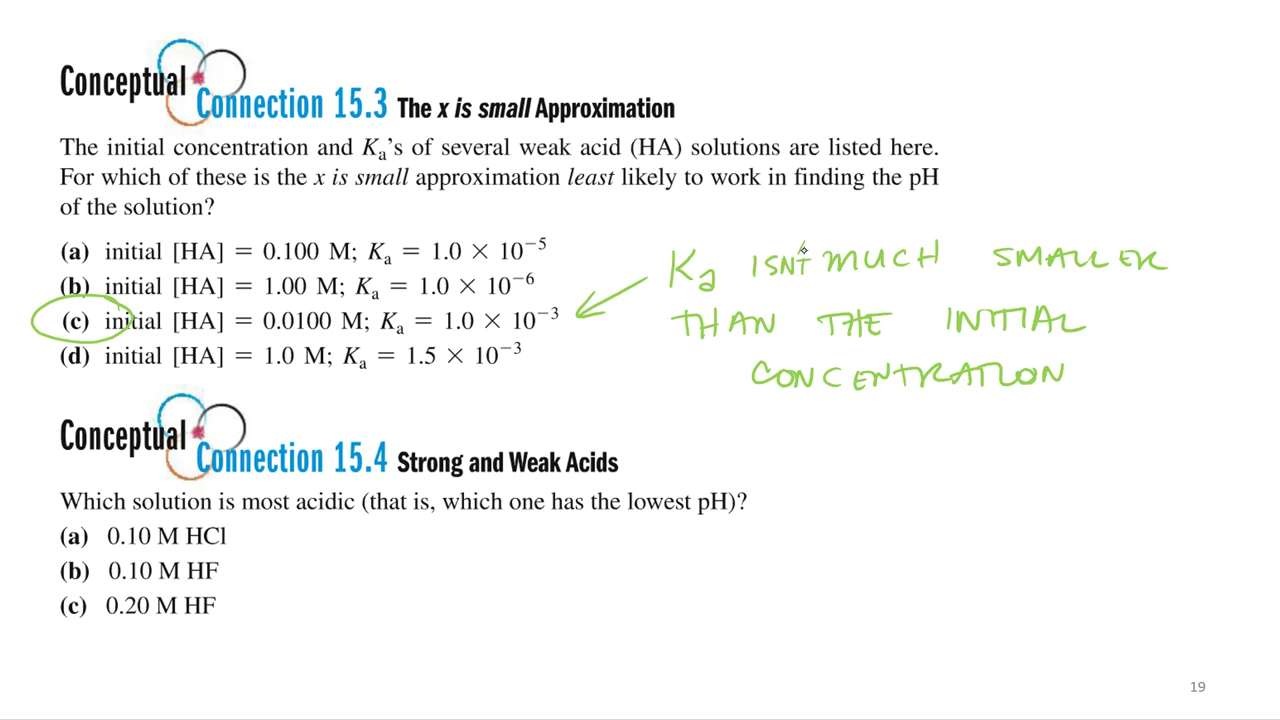 Conceptual
Connection 15.3 The x is small Approximation
The initial concentration and Kₐ's of several weak acid (HA) solutions are listed here.
For which of these is the x is small approximation least likely to work in finding the pH
of the solution?
(a) initial [HA] = 0.100 M; Kₐ = 1.0 × 10⁻⁵
(b) initial [HA] = 1.00 M; Kₐ = 1.0 × 10⁻⁶
(c) initial [HA] = 0.0100 M; Kₐ = 1.0 × 10⁻³
(d) initial [HA] = 1.0 M; Kₐ = 1.5 × 10⁻³
Kₐ ISN'T MUCH SMALLER
THAN THE INITIAL
CONCENTRATION
Conceptual
Connection 15.4 Strong and Weak Acids
Which solution is most acidic (that is, which one has the lowest pH)?
(a) 0.10 M HCl
(b) 0.10 M HF
(c) 0.20 M HF
19